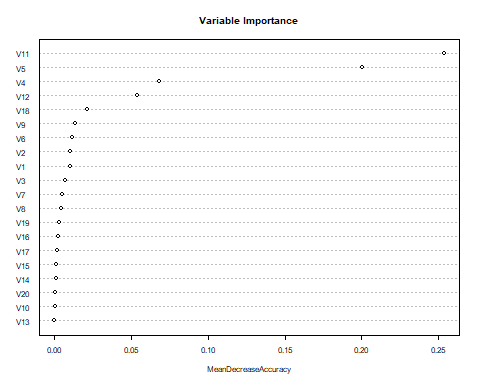 Variable Importance
V11
V5
V4
V12
V18
V9
V6
V2
V1
V3
V7
V8
V19
V16
V17
V15
V14
V20
V10
V13
0.00 0.05 0.10 0.15 0.20 0.25
MeanDecreaseAccuracy